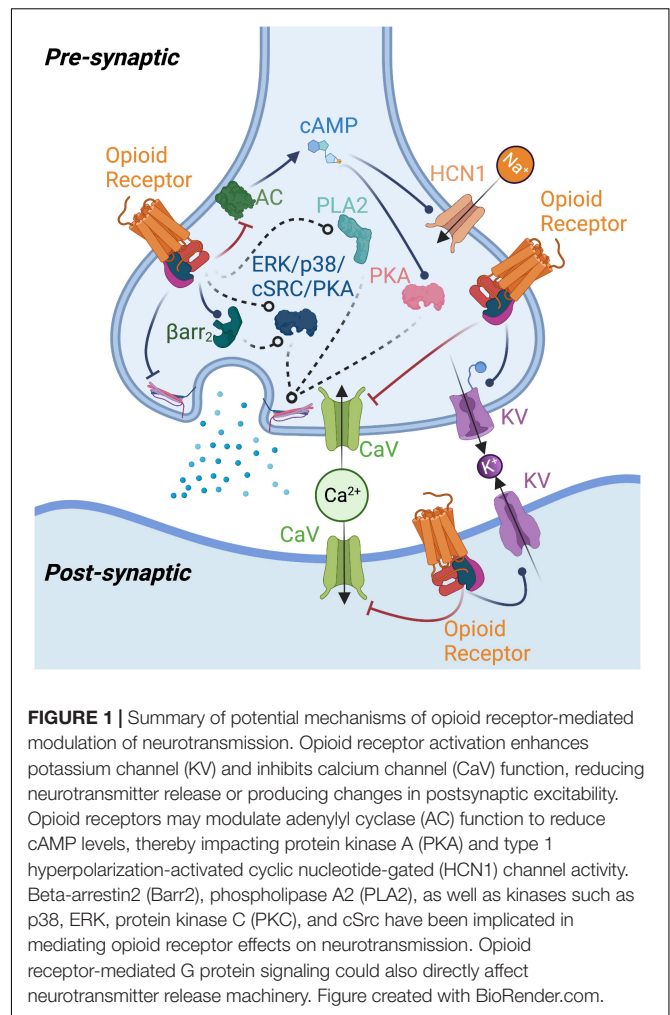 Pre-synaptic
cAMP
Opioid
Receptor
AC
PLA2
HCN1
Na+
Opioid
Receptor
ERK/p38/
cSRC/PKA
PKA
βarr2
CaV
KV
Ca2+
K+
KV
CaV
Post-synaptic
Opioid
Receptor
FIGURE 1 | Summary of potential mechanisms of opioid receptor-mediated
modulation of neurotransmission. Opioid receptor activation enhances
potassium channel (KV) and inhibits calcium channel (CaV) function, reducing
neurotransmitter release or producing changes in postsynaptic excitability.
Opioid receptors may modulate adenylyl cyclase (AC) function to reduce
cAMP levels, thereby impacting protein kinase A (PKA) and type 1
hyperpolarization-activated cyclic nucleotide-gated (HCN1) channel activity.
Beta-arrestin2 (Barr2), phospholipase A2 (PLA2), as well as kinases such as
p38, ERK, protein kinase C (PKC), and cSrc have been implicated in
mediating opioid receptor effects on neurotransmission. Opioid
receptor-mediated G protein signaling could also directly affect
neurotransmitter release machinery. Figure created with BioRender.com.